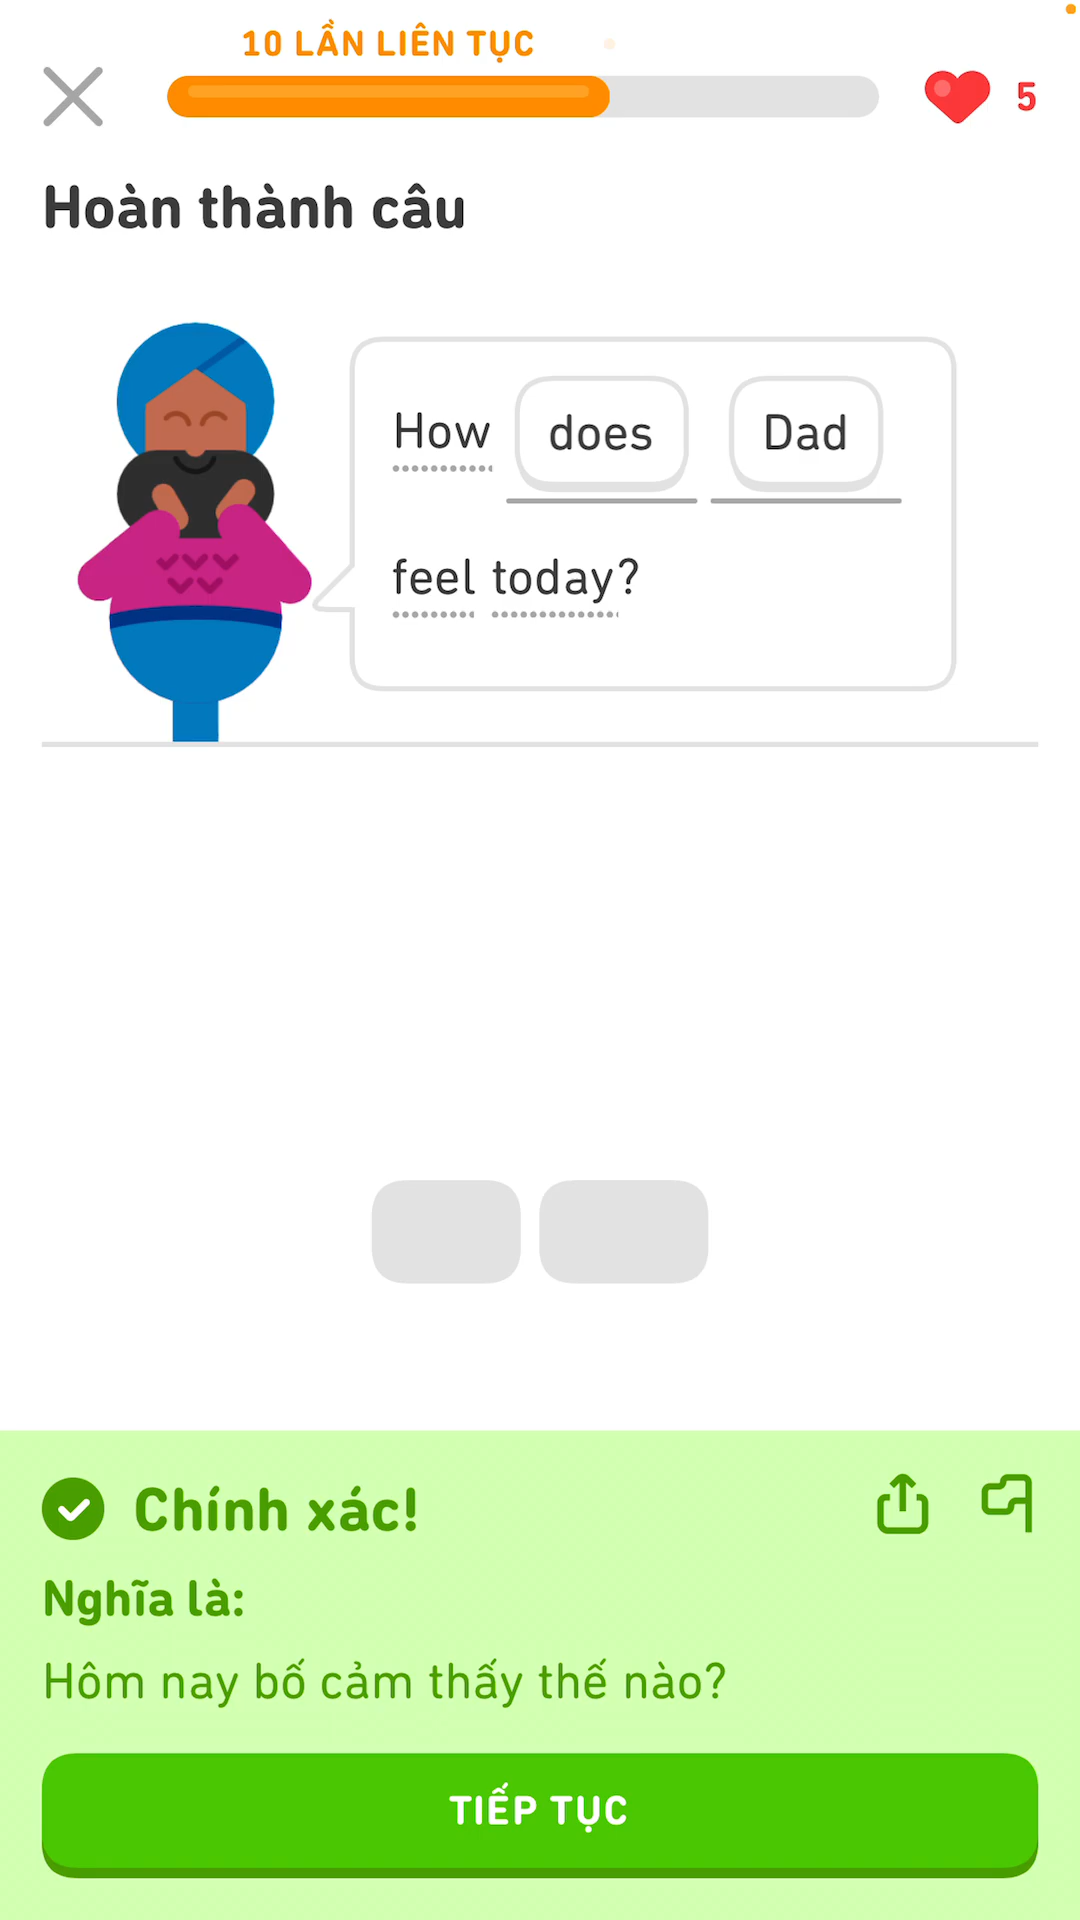 10 LẦN LIÊN TỤC
5
Hoàn thành câu
How does Dad
feel today?
Chính xác!
Nghĩa là:
Hôm nay bố cảm thấy thế nào?
TIẾP TỤC